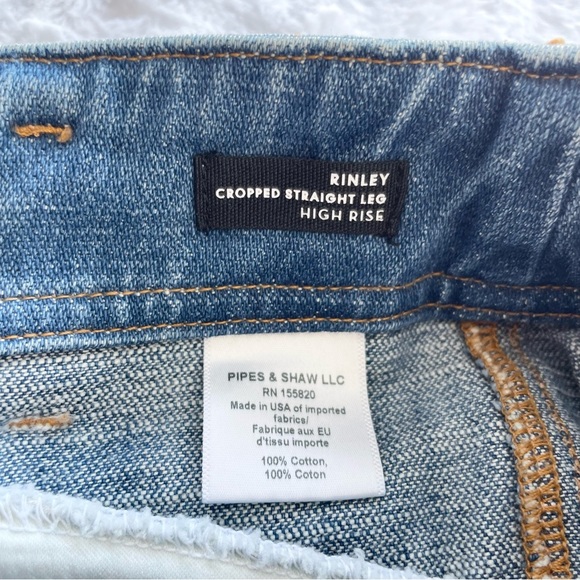 RINLEY
CROPPED STRAIGHT LEG
HIGH RISE
PIPES & SHAW LLC
RN 155820
Made in USA of imported
fabrics/
Fabrique aux EU
d'tissu importe
100% Cotton,
100% Coton